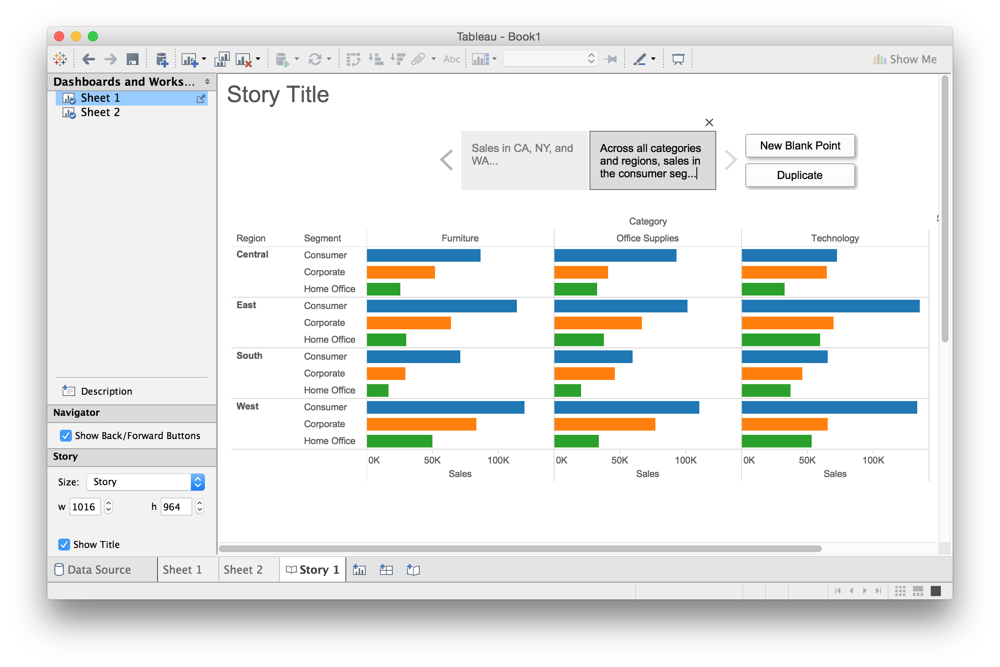 Tableau - Book1
Abc
Show Me
Dashboards and Works...
Sheet 1
Sheet 2
Description
Navigator
Show Back/Forward Buttons
Story
Size: Story
w 1016 h 964
Show Title
Story Title
Sales in CA, NY, and
WA...
Across all categories
and regions, sales in
the consumer seg...
New Blank Point
Duplicate
Category
Region Segment Furniture Office Supplies Technology
Central Consumer
Corporate
Home Office
East Consumer
Corporate
Home Office
South Consumer
Corporate
Home Office
West Consumer
Corporate
Home Office
0K 50K 100K 0K 50K 100K 0K 50K 100K
Sales Sales Sales
Data Source Sheet 1 Sheet 2 Story 1